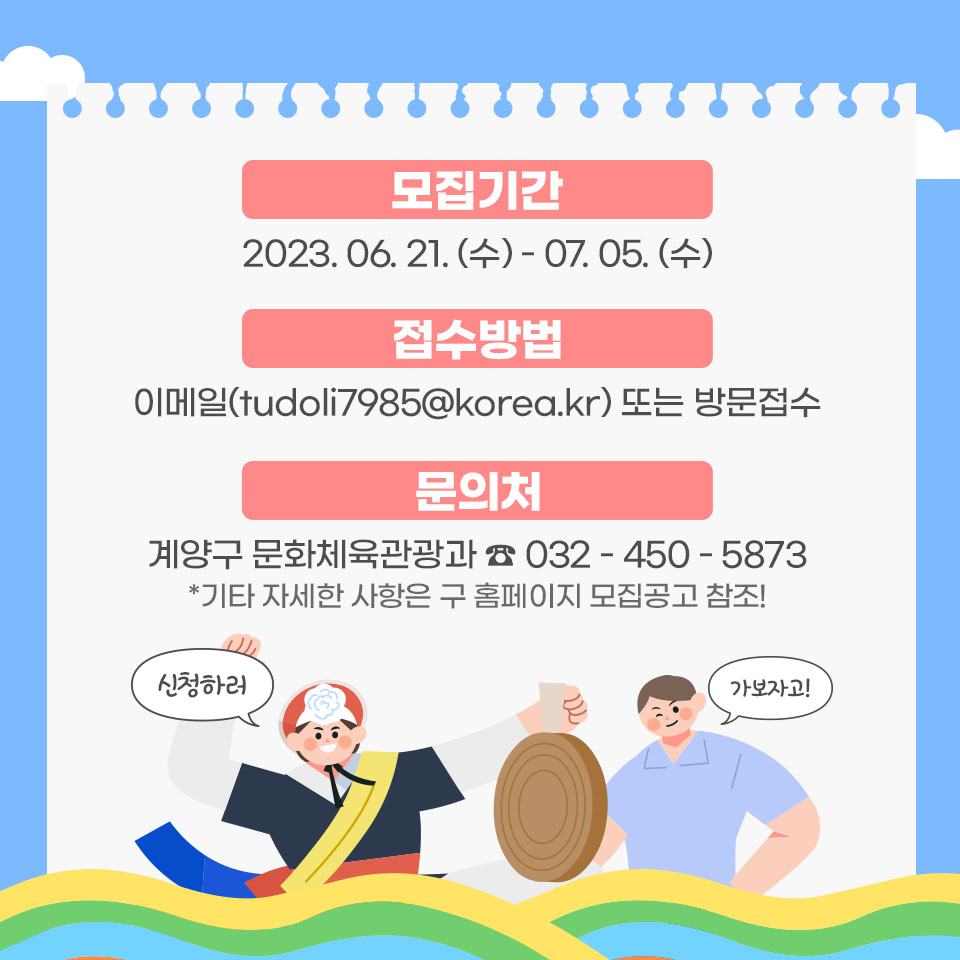 모집기간
2023. 06. 21. (수) - 07. 05. (수)
접수방법
이메일(tudoli7985@korea.kr) 또는 방문접수
문의처
계양구 문화체육관광과 ☎ 032 - 450 - 5873
*기타 자세한 사항은 구 홈페이지 모집공고 참조!
신청하러
가보자고!